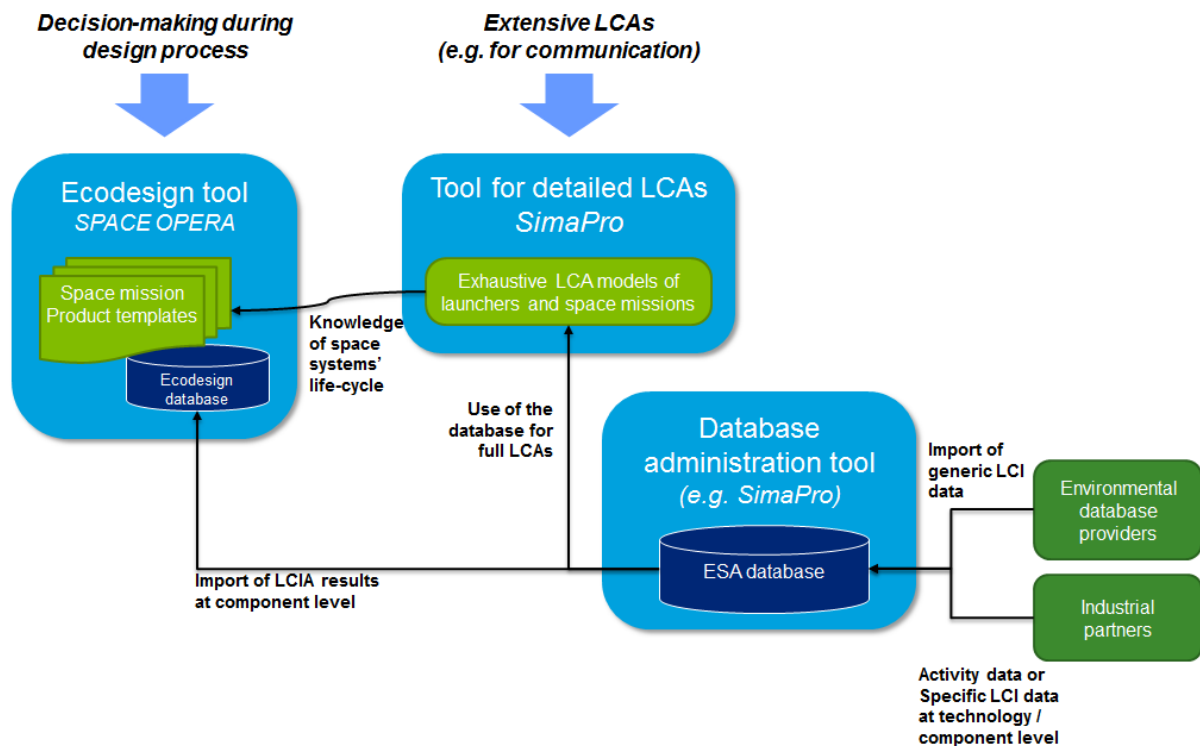 Decision-making during
design process
Extensive LCAs
(e.g. for communication)
Ecodesign tool
SPACE OPERA
Space mission
Product templates
Ecodesign
database
Tool for detailed LCAs
SimaPro
Exhaustive LCA models of
launchers and space missions
Knowledge
of space
systems’
life-cycle
Use of the
database for
full LCAs
Database
administration tool
(e.g. SimaPro)
ESA database
Import of
generic LCI
data
Environmental
database
providers
Industrial
partners
Import of LCIA results
at component level
Activity data or
Specific LCI data
at technology /
component level